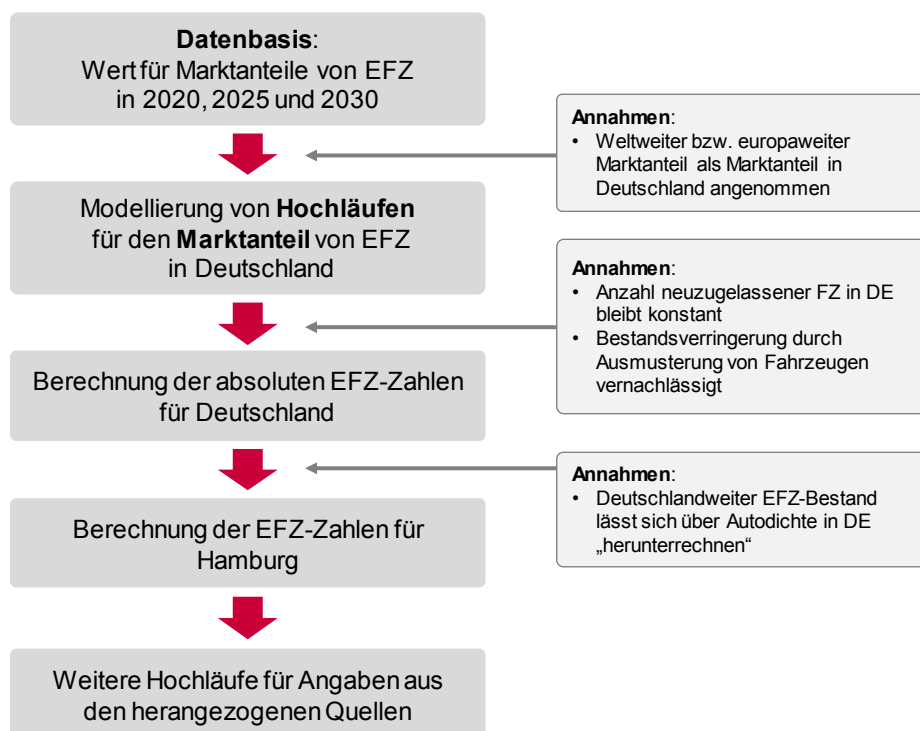 Datenbasis:
Wert für Marktanteile von EFZ
in 2020, 2025 und 2030
Annahmen:
• Weltweiter bzw. europaweiter
Marktanteil als Marktanteil in
Deutschland angenommen
Modellierung von Hochläufen
für den Marktanteil von EFZ
in Deutschland
Annahmen:
• Anzahl neuzugelassener FZ in DE
bleibt konstant
• Bestandsverringerung durch
Ausmusterung von Fahrzeugen
vernachlässigt
Berechnung der absoluten EFZ-Zahlen
für Deutschland
Annahmen:
• Deutschlandweiter EFZ-Bestand
lässt sich über Autodichte in DE
„herunterrechnen“
Berechnung der EFZ-Zahlen für
Hamburg
Weitere Hochläufe für Angaben aus
den herangezogenen Quellen